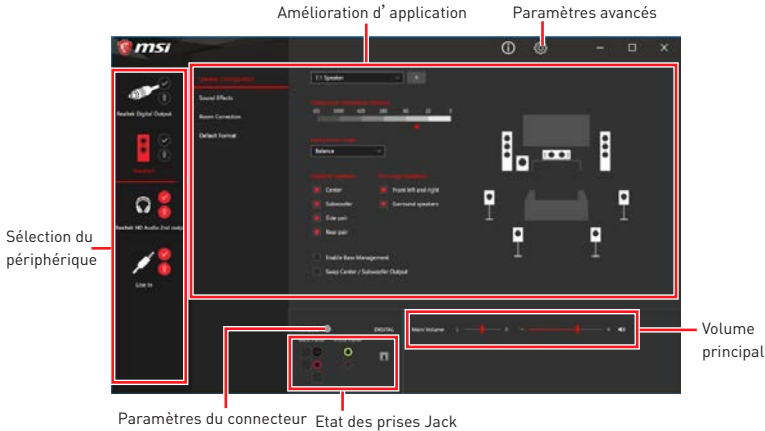 Amélioration d'application
Paramètres avancés
msi
Speaker Configuration
7.1 Speaker
Sound Effects
Room Correction
Default Format
Realtek Digital Output
Balance
Center
Front left and right
Subwoofer
Surround speakers
Side pair
Rear pair
Speakers
Realtek HD Audio 2nd output
Enable Bass Management
Swap Center / Subwoofer Output
Line In
Sélection du
périphérique
DIGITAL
Main Volume
L
R
Volume
principal
Paramètres du connecteur
Etat des prises Jack